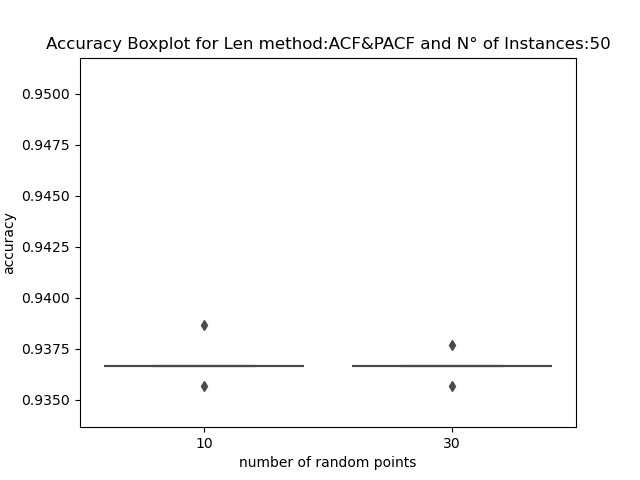 Accuracy Boxplot for Len method:ACF&PACF and N° of Instances:50
0.9500
0.9475
0.9450
0.9425
0.9400
0.9375
0.9350
accuracy
10 30
number of random points